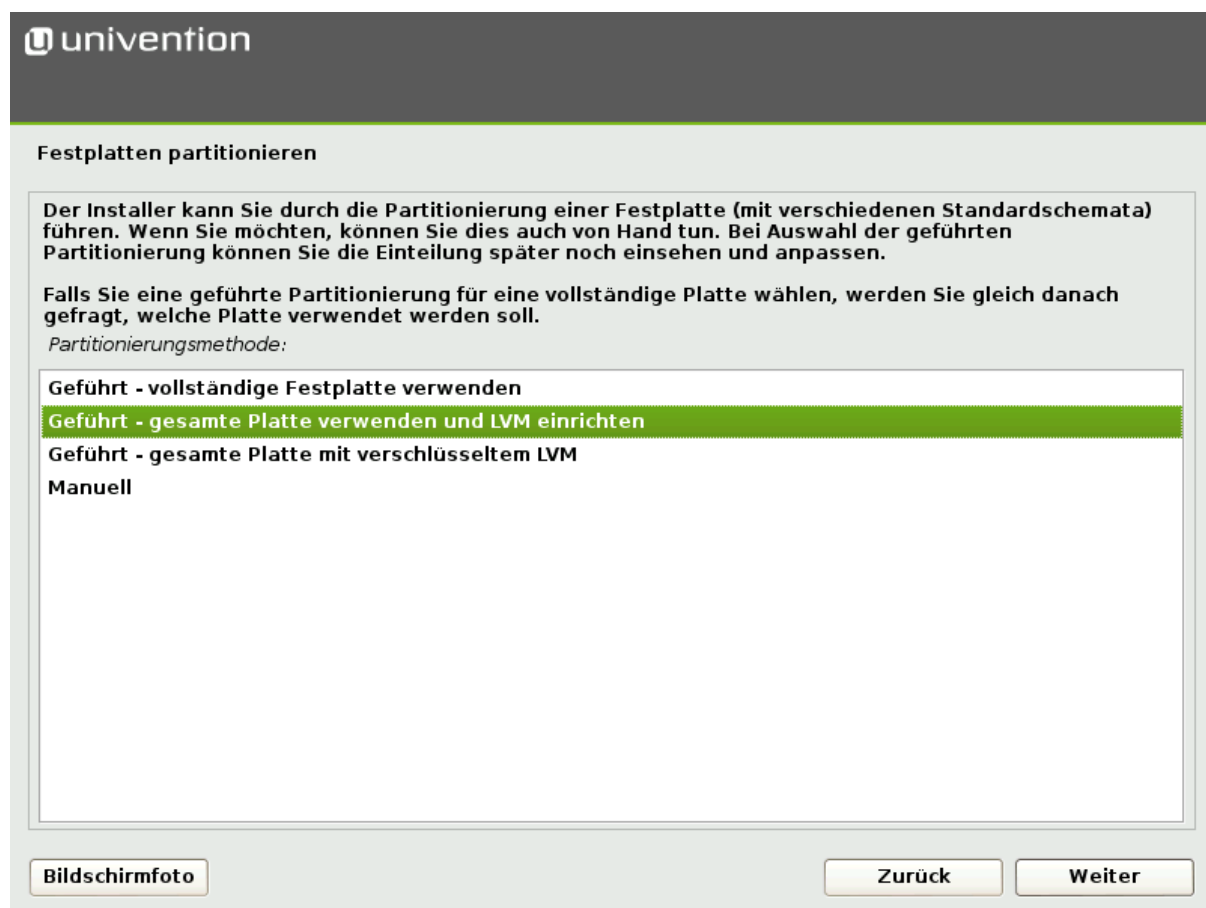 univention
Festplatten partitionieren
Der Installer kann Sie durch die Partitionierung einer Festplatte (mit verschiedenen Standardschemata)
führen. Wenn Sie möchten, können Sie dies auch von Hand tun. Bei Auswahl der geführten
Partitionierung können Sie die Einteilung später noch einsehen und anpassen.
Falls Sie eine geführte Partitionierung für eine vollständige Platte wählen, werden Sie gleich danach
gefragt, welche Platte verwendet werden soll.
Partitionierungsmethode:
Geführt - vollständige Festplatte verwenden
Geführt - gesamte Platte verwenden und LVM einrichten
Geführt - gesamte Platte mit verschlüsseltem LVM
Manuell
Bildschirmfoto
Zurück
Weiter